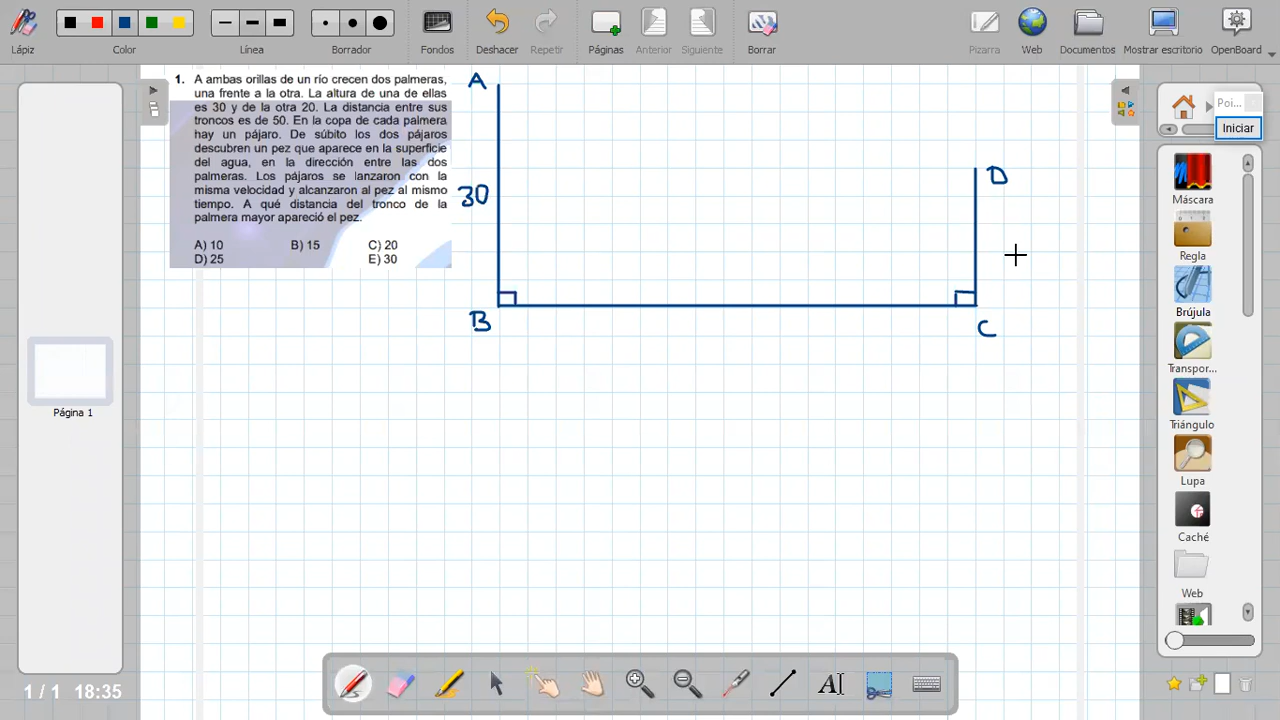 Lápiz
Color
Línea
Borrador
Fondos
Deshacer
Repetir
Páginas
Anterior
Siguiente
Borrar
Pizarra
Web
Documentos
Mostrar escritorio
OpenBoard
1. A ambas orillas de un río crecen dos palmeras,
una frente a la otra. La altura de una de ellas
es 30 y de la otra 20. La distancia entre sus
troncos es de 50. En la copa de cada palmera
hay un pájaro. De súbito los dos pájaros
descubren un pez que aparece en la superficie
del agua, en la dirección entre las dos
palmeras. Los pájaros se lanzaron con la
misma velocidad y alcanzaron al pez al mismo
tiempo. A qué distancia del tronco de la
palmera mayor apareció el pez.
A) 10 B) 15 C) 20
D) 25 E) 30
A
30
B
C
D
Poi...
Iniciar
Máscara
Regla
Brújula
Transpor...
Triángulo
Lupa
Caché
Web
Página 1
1 / 1 18:35